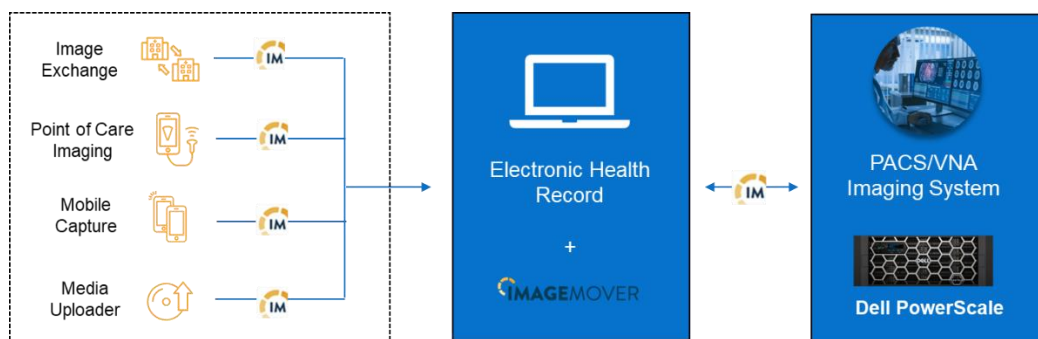 Image
Exchange
IM
Point of Care
Imaging
IM
Mobile
Capture
IM
Media
Uploader
IM
Electronic Health
Record
+
IMAGEMOVER
IM
PACS/VNA
Imaging System
DELL
Dell PowerScale